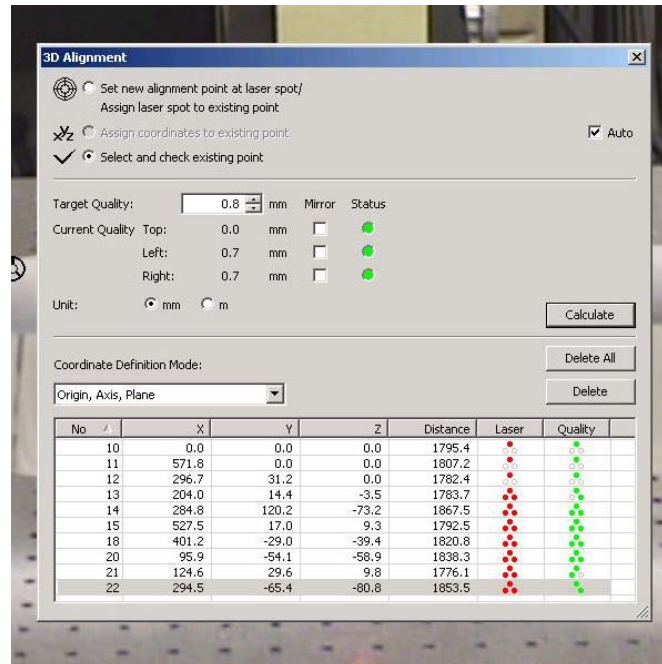 3D Alignment
Set new alignment point at laser spot/
Assign laser spot to existing point
Assign coordinates to existing point
Auto
Select and check existing point
Target Quality: 0.8 mm Mirror Status
Current Quality Top: 0.0 mm
Left: 0.7 mm
Right: 0.7 mm
Unit: mm m
Calculate
Delete All
Coordinate Definition Mode:
Origin, Axis, Plane
Delete
No X Y Z Distance Laser Quality
10 0.0 0.0 0.0 1795.4
11 571.8 0.0 0.0 1807.2
12 296.7 31.2 0.0 1782.4
13 204.0 14.4 -3.5 1783.7
14 284.8 120.2 -73.2 1867.5
15 527.5 17.0 9.3 1792.5
18 401.2 -29.0 -39.4 1820.8
20 95.9 -54.1 -58.9 1838.3
21 124.6 29.6 9.8 1776.1
22 294.5 -65.4 -80.8 1853.5